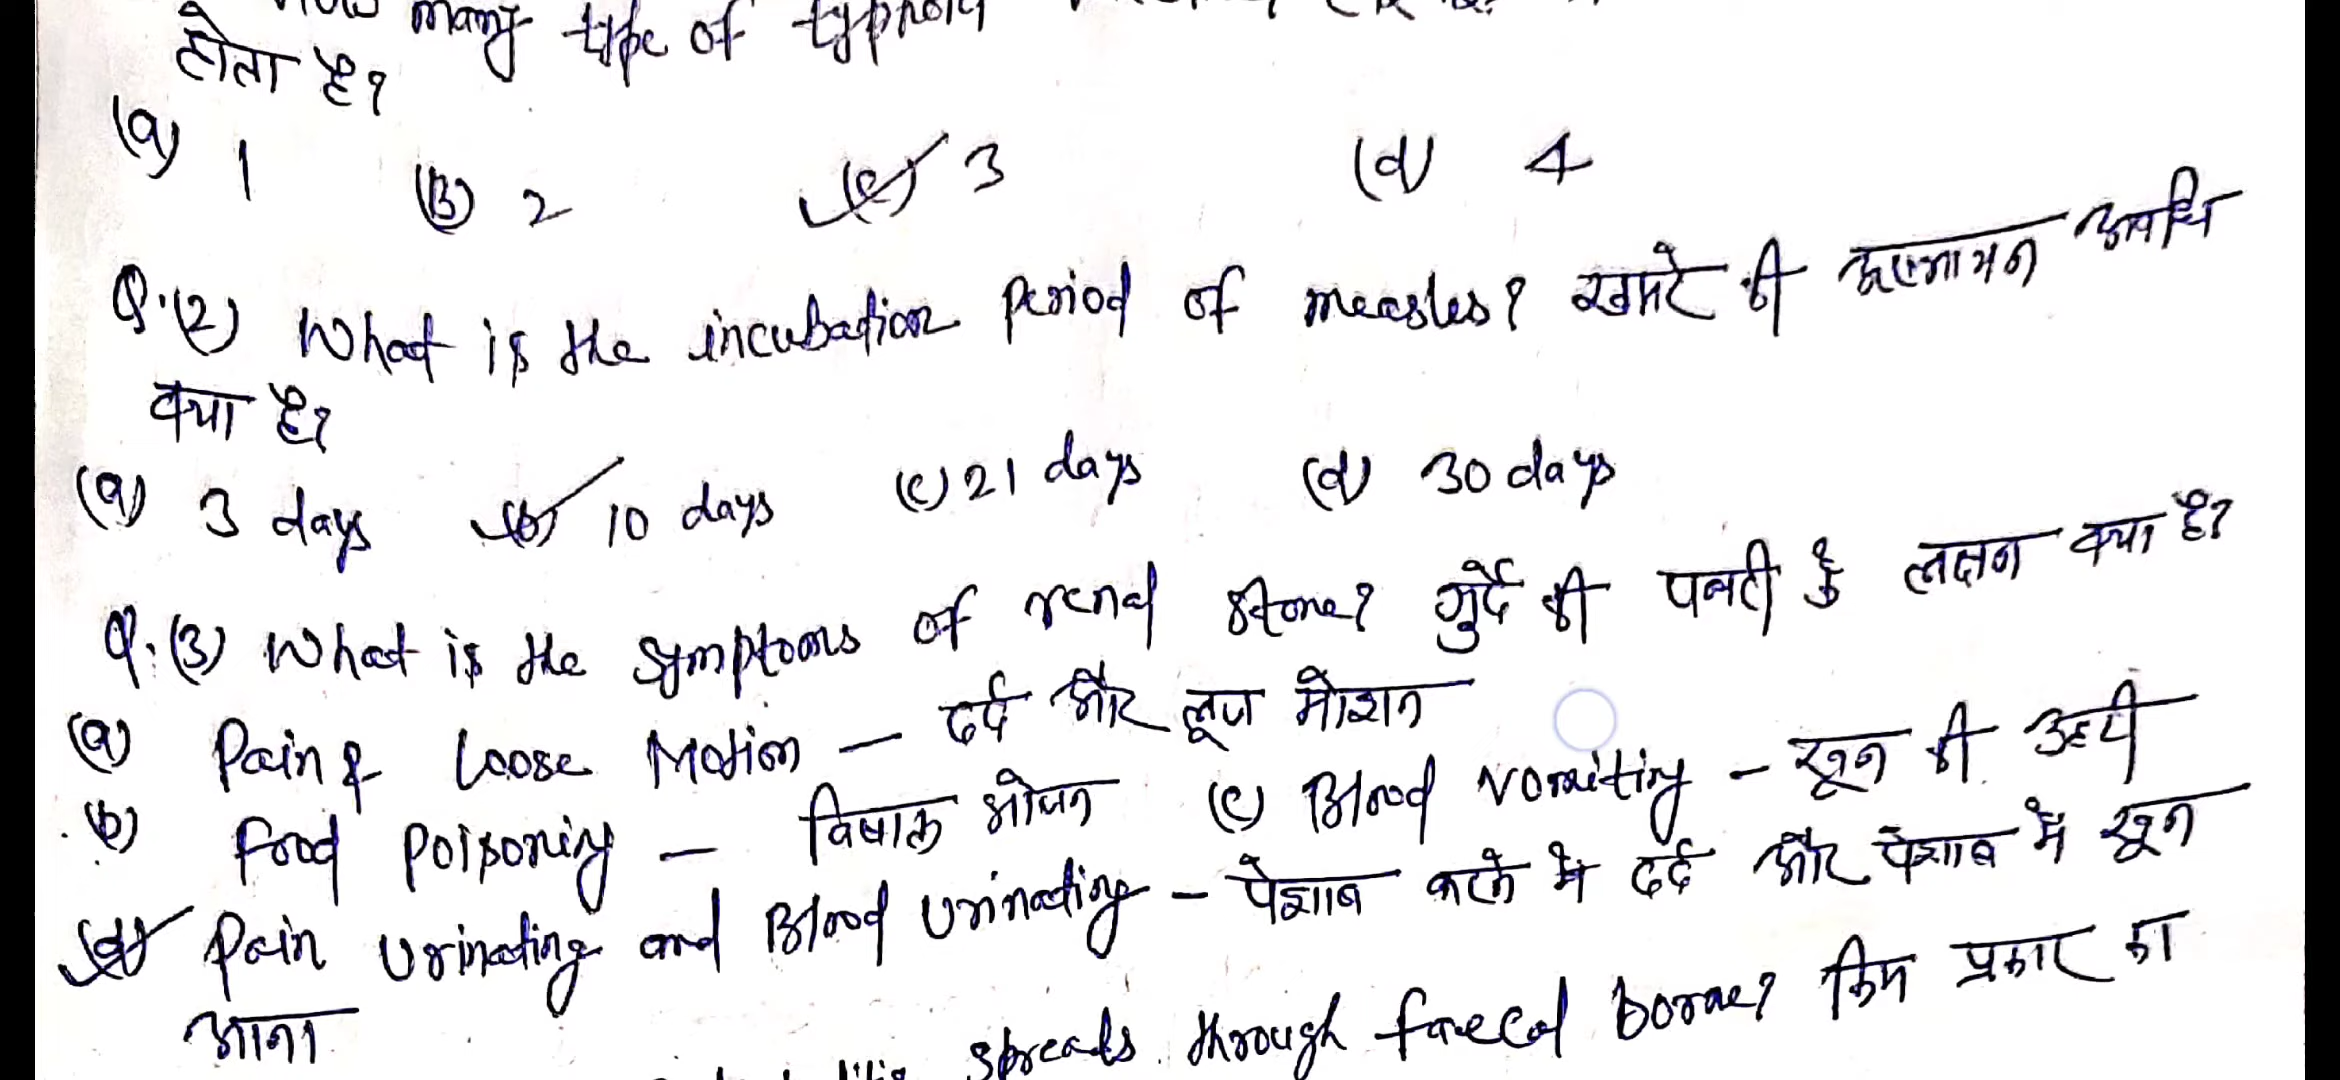 many type of typhoid
होता है?
(a) 1 (B) 2 (c) 3 (d) 4
Q.(2) What is the incubation period of measles? खसरे की अवधि
क्या है?
(a) 3 days (b) 10 days (c) 21 days (d) 30 days
Q.(3) What is the symptoms of renal stone? गुर्दे की पथरी के लक्षण क्या है?
(a) Pain & Loose Motion – दर्द और लूज मोशन
(b) food poisoning – विषाक्त भोजन (c) Blood vomiting – खून की उल्टी
(d) Pain urinating and Blood urinating – पेशाब करने में दर्द और पेशाब में खून
आना
spreads through faecal borne? किस प्रकार का